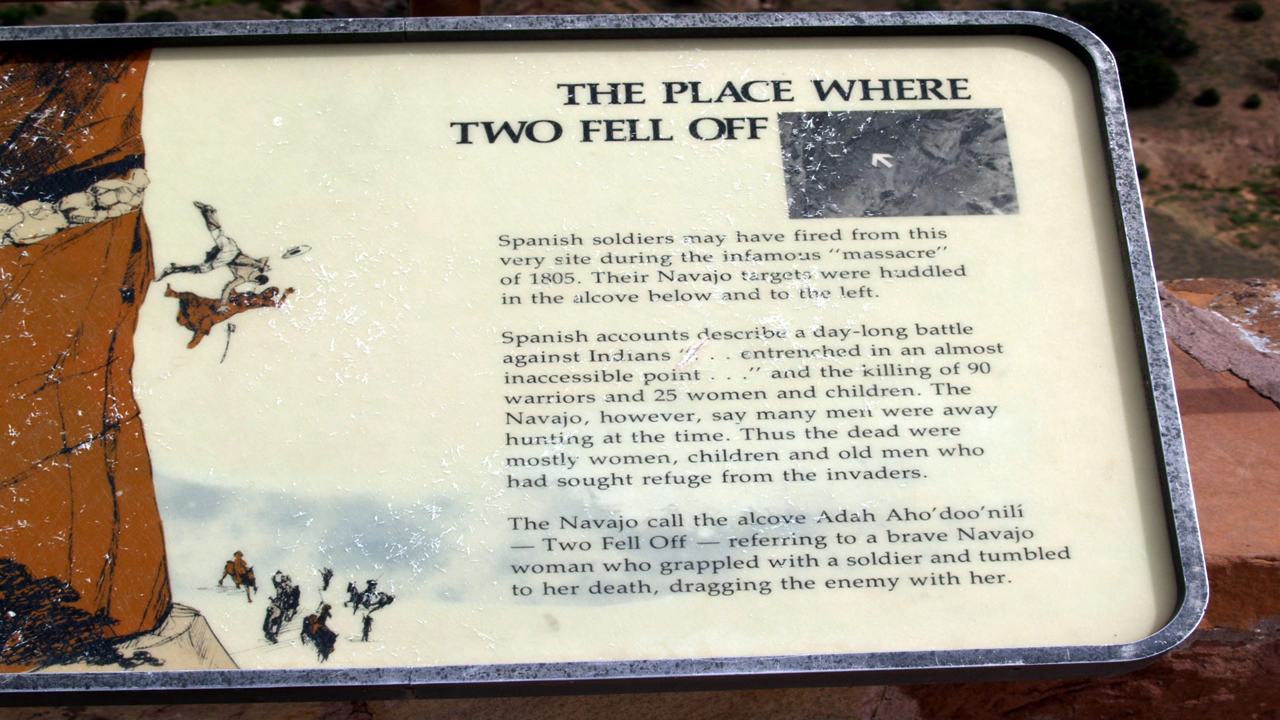 THE PLACE WHERE
TWO FELL OFF
Spanish soldiers may have fired from this
very site during the infamous "massacre"
of 1805. Their Navajo targets were huddled
in the alcove below and to the left.
Spanish accounts describe a day-long battle
against Indians ". . . entrenched in an almost
inaccessible point . . ." and the killing of 90
warriors and 25 women and children. The
Navajo, however, say many men were away
hunting at the time. Thus the dead were
mostly women, children and old men who
had sought refuge from the invaders.
The Navajo call the alcove Adah Aho'doo'nilí
— Two Fell Off — referring to a brave Navajo
woman who grappled with a soldier and tumbled
to her death, dragging the enemy with her.